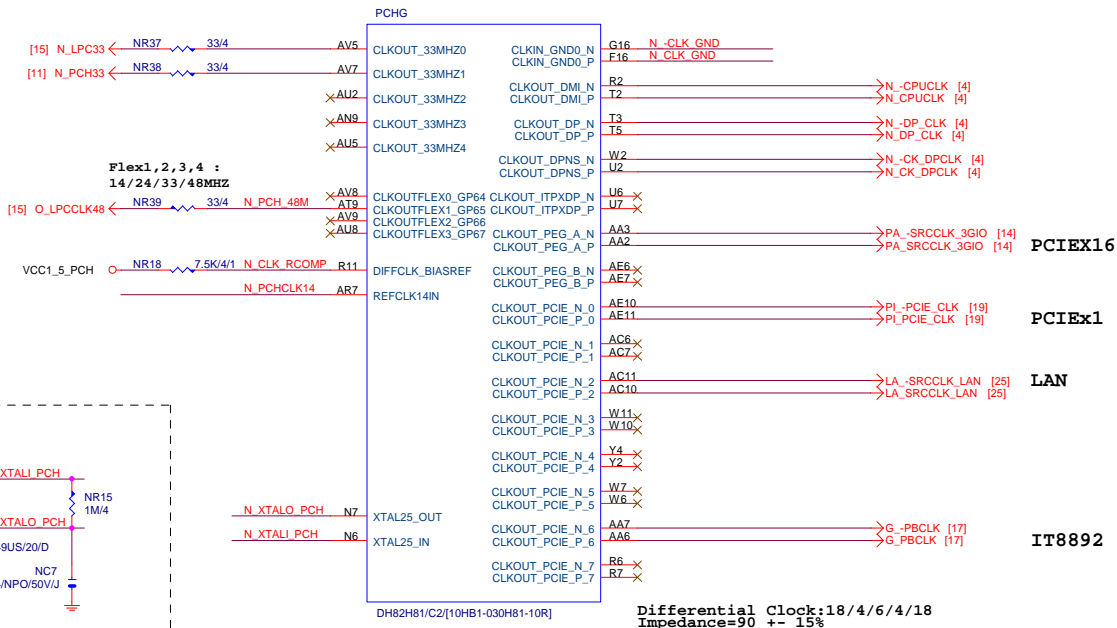 PCHG
[15] N_LPC33 NR37 33/4 AV5 CLKOUT_33MHZ0
[11] N_PCH33 NR38 33/4 AV7 CLKOUT_33MHZ1
AU2 CLKOUT_33MHZ2
AN9 CLKOUT_33MHZ3
AU5 CLKOUT_33MHZ4
Flex1,2,3,4 :
14/24/33/48MHZ
AV8 CLKOUTFLEX0_GP64
[15] O_LPCCLK48 NR39 33/4 N_PCH_48M AT9 CLKOUTFLEX1_GP65
AV9 CLKOUTFLEX2_GP66
AU8 CLKOUTFLEX3_GP67
VCC1_5_PCH NR18 7.5K/4/1 N_CLK_RCOMP R11 DIFFCLK_BIASREF
N_PCHCLK14 AR7 REFCLK14IN
N_XTALO_PCH N7 XTAL25_OUT
N_XTALI_PCH N6 XTAL25_IN
CLKIN_GND0_N G16 N_-CLK_GND
CLKIN_GND0_P F16 N_CLK_GND
CLKOUT_DMI_N R2 N_-CPUCLK [4]
CLKOUT_DMI_P T2 N_CPUCLK [4]
CLKOUT_DP_N T3 N_-DP_CLK [4]
CLKOUT_DP_P T5 N_DP_CLK [4]
CLKOUT_DPNS_N W2 N_-CK_DPCLK [4]
CLKOUT_DPNS_P U2 N_CK_DPCLK [4]
CLKOUT_ITPXDP_N U6
CLKOUT_ITPXDP_P U7
CLKOUT_PEG_A_N AA3 PA_-SRCCLK_3GIO [14]
CLKOUT_PEG_A_P AA2 PA_SRCCLK_3GIO [14]
PCIEX16
CLKOUT_PEG_B_N AE6
CLKOUT_PEG_B_P AE7
CLKOUT_PCIE_N_0 AE10 PI_-PCIE_CLK [19]
CLKOUT_PCIE_P_0 AE11 PI_PCIE_CLK [19]
PCIEx1
CLKOUT_PCIE_N_1 AC6
CLKOUT_PCIE_P_1 AC7
CLKOUT_PCIE_N_2 AC11 LA_-SRCCLK_LAN [25]
CLKOUT_PCIE_P_2 AC10 LA_SRCCLK_LAN [25]
LAN
CLKOUT_PCIE_N_3 W11
CLKOUT_PCIE_P_3 W10
CLKOUT_PCIE_N_4 Y4
CLKOUT_PCIE_P_4 Y2
CLKOUT_PCIE_N_5 W7
CLKOUT_PCIE_P_5 W6
CLKOUT_PCIE_N_6 AA7 G_-PBCLK [17]
CLKOUT_PCIE_P_6 AA6 G_PBCLK [17]
IT8892
CLKOUT_PCIE_N_7 R6
CLKOUT_PCIE_P_7 R7
XTALI_PCH
NR15
1M/4
XTALO_PCH
9US/20/D
NC7
/NPO/50V/J
DH82H81/C2/[10HB1-030H81-10R]
Differential Clock:18/4/6/4/18
Impedance=90 +- 15%